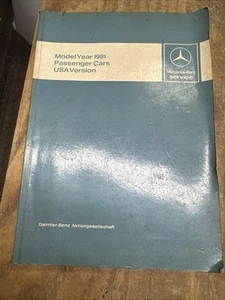 Model Year 1981
Passenger Cars
USA Version
Mercedes-Benz
service
Daimler-Benz Aktiengesellschaft